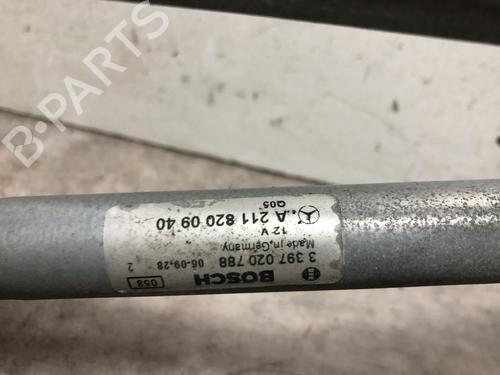 B-PARTS
BOSCH
058
3 397 020 788 06-09-28 2
Made in Germany
12 V
A 211 820 09 40
Q05